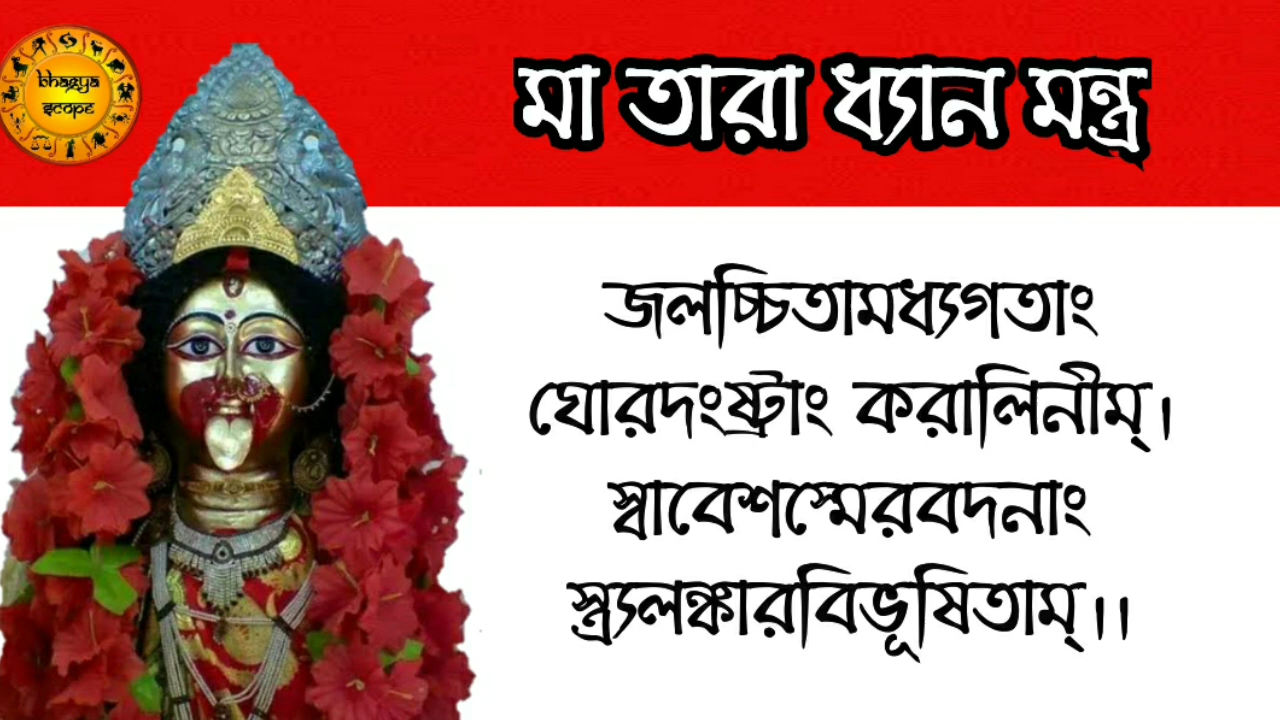 bhagya
scope
মা তারা ধ্যান মন্ত্র
জলচ্চিতামধ্যগতাং
ঘোরদংষ্ট্রাং করালিনীম্।
স্বাবেশস্মেরবদনাং
স্ত্র্যলঙ্কারবিভূষিতাম্।।